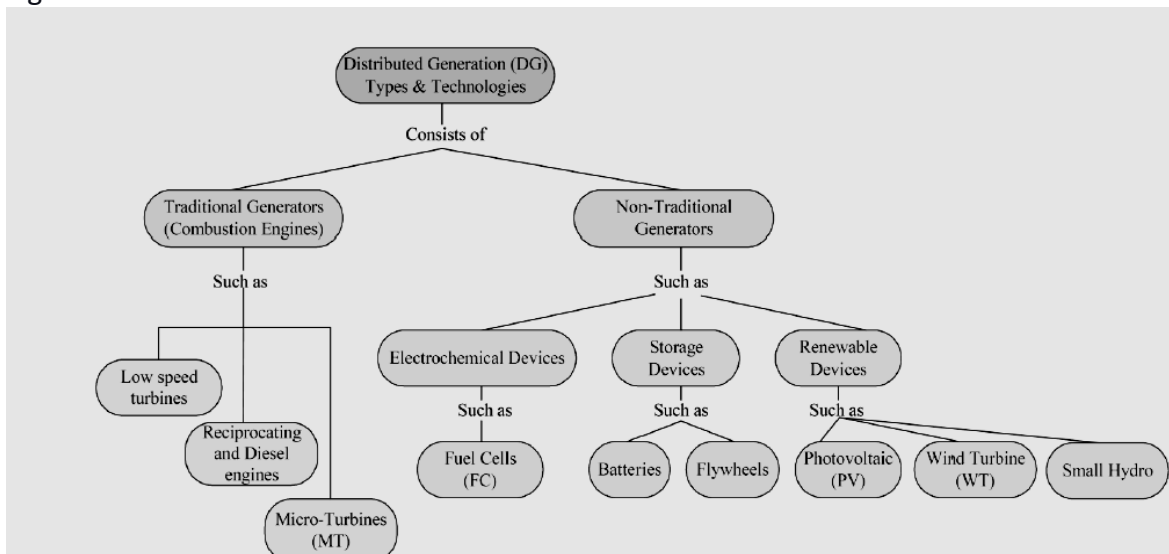 Distributed Generation (DG)
Types & Technologies
Consists of
Traditional Generators
(Combustion Engines)
Non-Traditional
Generators
Such as
Such as
Low speed
turbines
Reciprocating
and Diesel
engines
Micro-Turbines
(MT)
Electrochemical Devices
Storage
Devices
Renewable
Devices
Such as
Such as
Such as
Fuel Cells
(FC)
Batteries
Flywheels
Photovoltaic
(PV)
Wind Turbine
(WT)
Small Hydro